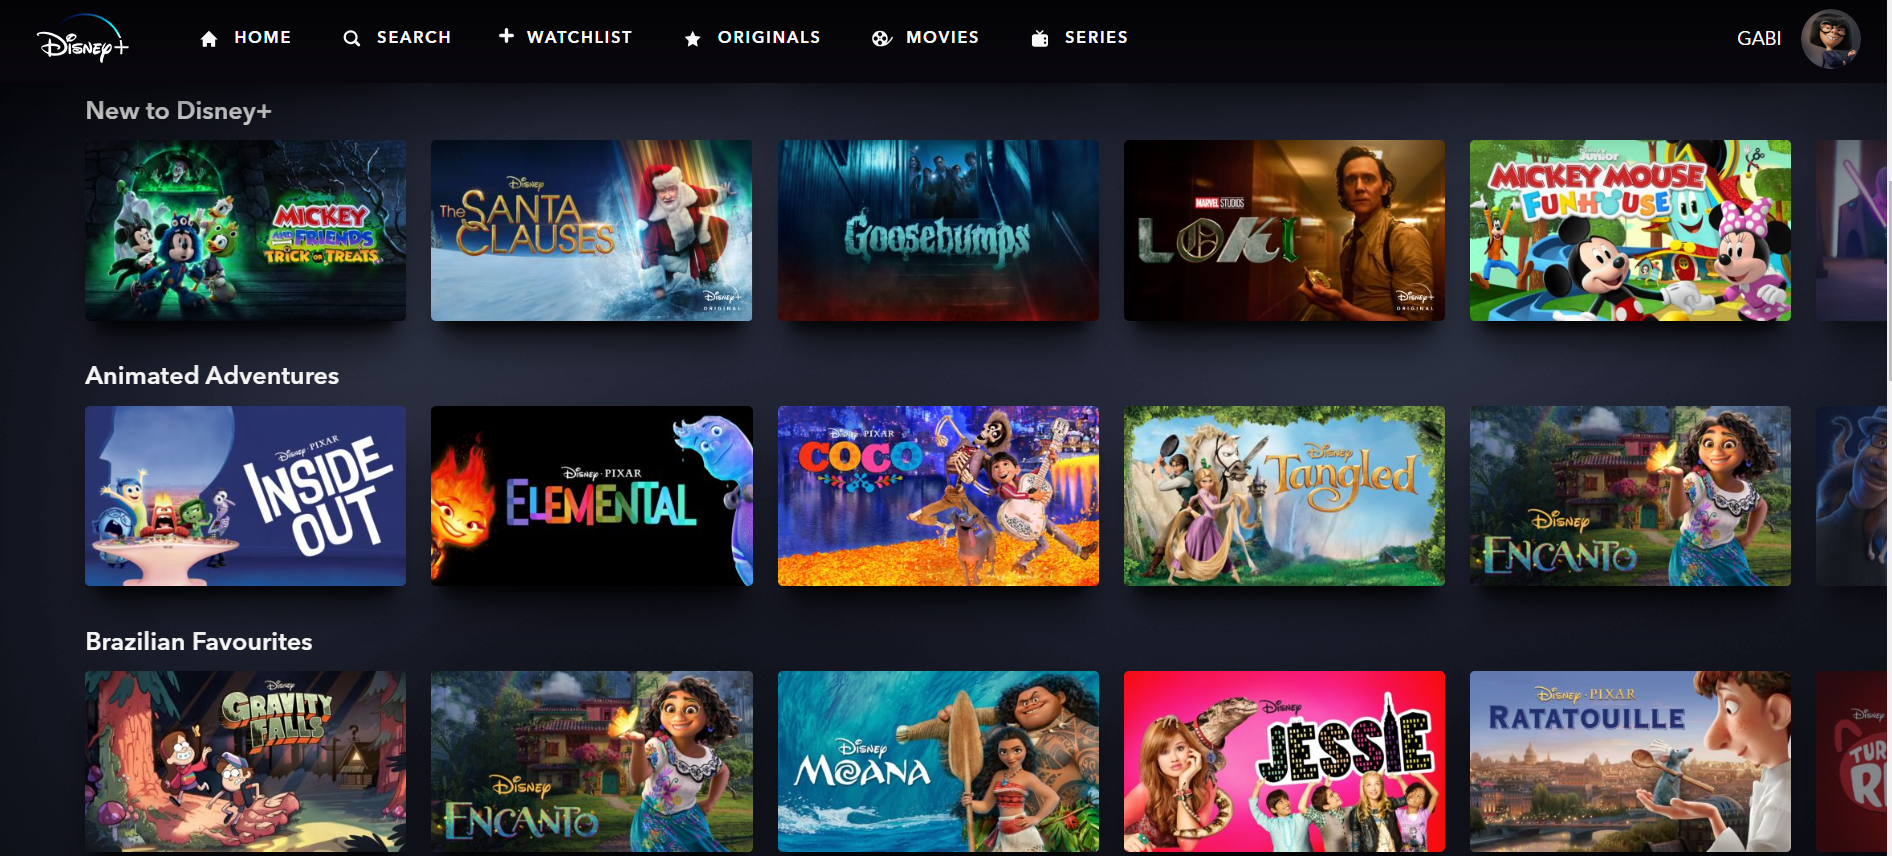 Disney+
HOME
SEARCH
WATCHLIST
ORIGINALS
MOVIES
SERIES
GABI
New to Disney+
MICKEY
AND FRIENDS
TRICK OR TREATS
Disney
The SANTA
CLAUSES
Disney+
ORIGINAL
Goosebumps
MARVEL STUDIOS
LOKI
Disney+
ORIGINAL
Disney Junior
MICKEY MOUSE
FUNHOUSE
Animated Adventures
Disney · PIXAR
INSIDE
OUT
Disney · PIXAR
ELEMENTAL
Disney · PIXAR
COCO
Disney
Tangled
Disney
ENCANTO
Brazilian Favourites
Disney
GRAVITY
FALLS
Disney
ENCANTO
Disney
MOANA
Disney
JESSIE
Disney · PIXAR
RATATOUILLE
Disney
TUR
RE